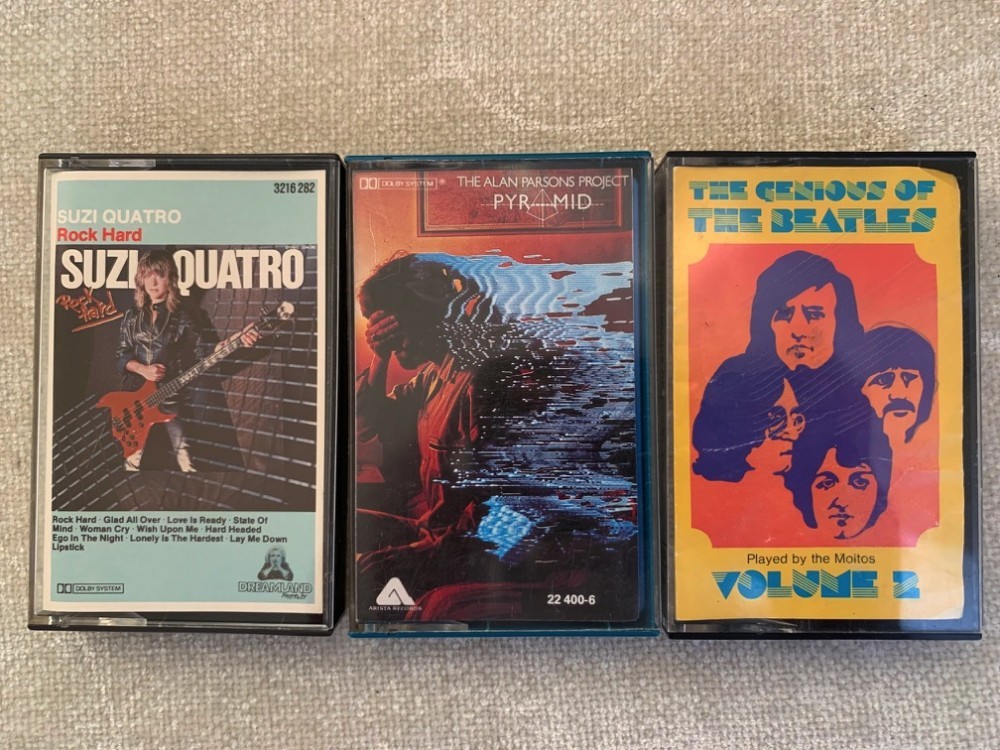 3216 282
SUZI QUATRO
Rock Hard
SUZI QUATRO
Rock Hard
Rock Hard · Glad All Over · Love Is Ready · State Of
Mind · Woman Cry · Wish Upon Me · Hard Headed
Ego In The Night · Lonely Is The Hardest · Lay Me Down
Lipstick
DOLBY SYSTEM
DREAMLAND
DOLBY SYSTEM ®
THE ALAN PARSONS PROJECT
PYRAMID
ARISTA RECORDS
22 400-6
THE GENIOUS OF
THE BEATLES
Played by the Moitos
VOLUME 2